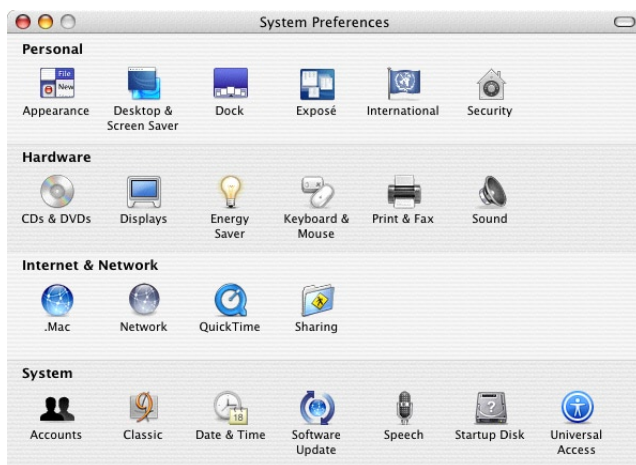 System Preferences
Personal
File
New
Appearance Desktop & Dock Exposé International Security
Screen Saver
Hardware
CDs & DVDs Displays Energy Keyboard & Print & Fax Sound
Saver Mouse
Internet & Network
.Mac Network QuickTime Sharing
System
18
Accounts Classic Date & Time Software Speech Startup Disk Universal
Update Access